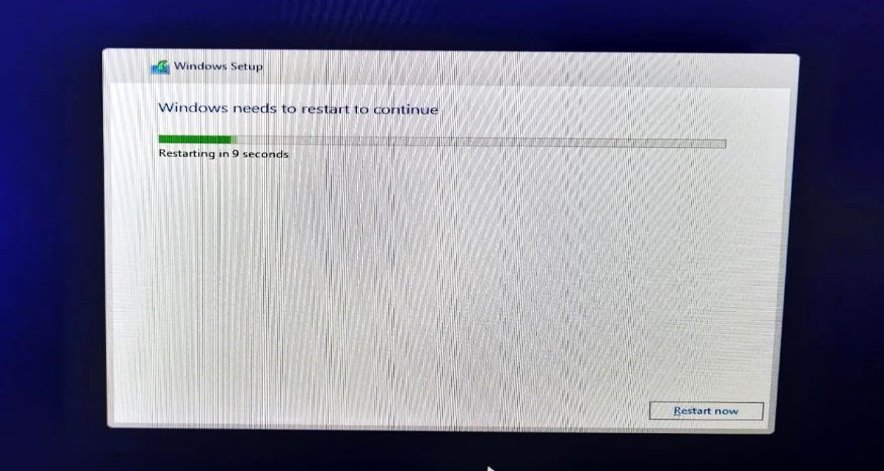 Windows Setup
Windows needs to restart to continue
Restarting in 9 seconds
Restart now